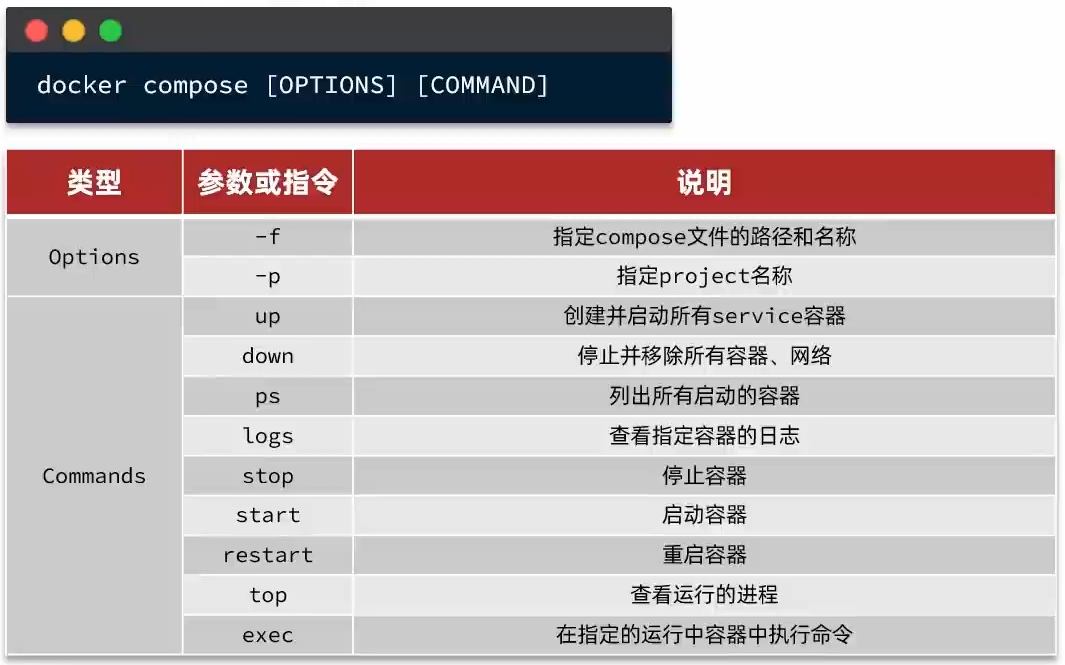 docker compose [OPTIONS] [COMMAND]
类型 参数或指令 说明
Options
-f 指定compose文件的路径和名称
-p 指定project名称
Commands
up 创建并启动所有service容器
down 停止并移除所有容器、网络
ps 列出所有启动的容器
logs 查看指定容器的日志
stop 停止容器
start 启动容器
restart 重启容器
top 查看运行的进程
exec 在指定的运行中容器中执行命令